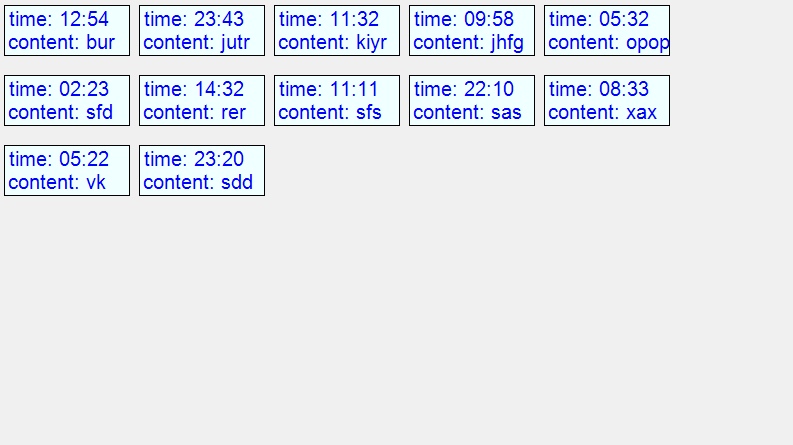 time: 12:54
content: bur
time: 23:43
content: jutr
time: 11:32
content: kiyr
time: 09:58
content: jhfg
time: 05:32
content: opop
time: 02:23
content: sfd
time: 14:32
content: rer
time: 11:11
content: sfs
time: 22:10
content: sas
time: 08:33
content: xax
time: 05:22
content: vk
time: 23:20
content: sdd